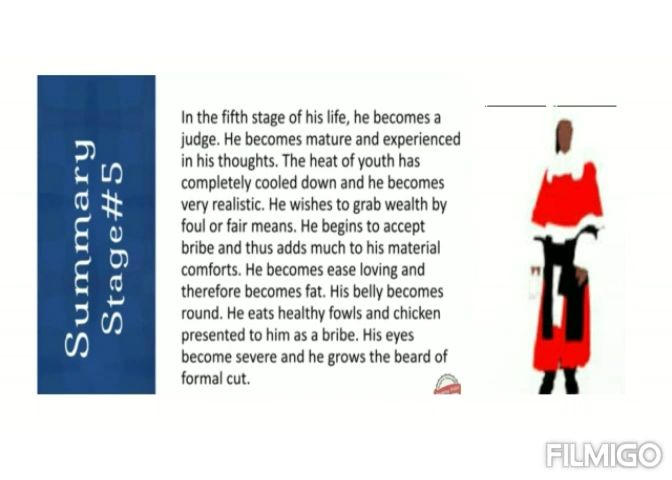 Summary
Stage#5
In the fifth stage of his life, he becomes a
judge. He becomes mature and experienced
in his thoughts. The heat of youth has
completely cooled down and he becomes
very realistic. He wishes to grab wealth by
foul or fair means. He begins to accept
bribe and thus adds much to his material
comforts. He becomes ease loving and
therefore becomes fat. His belly becomes
round. He eats healthy fowls and chicken
presented to him as a bribe. His eyes
become severe and he grows the beard of
formal cut.
FILMIGO